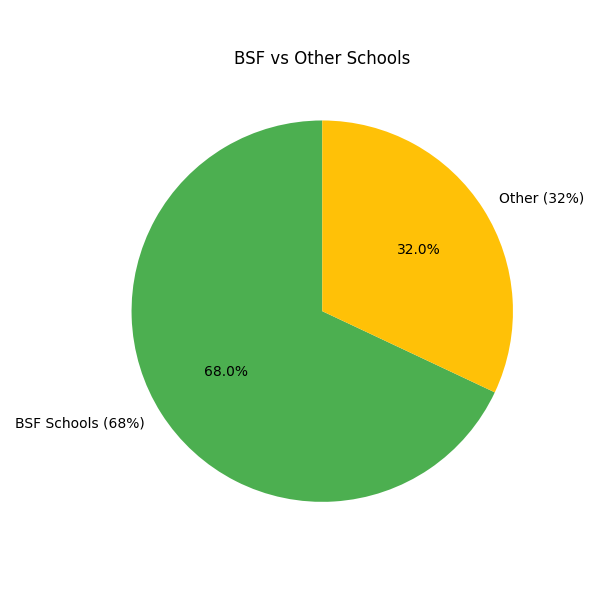 BSF vs Other Schools
Other (32%)
32.0%
68.0%
BSF Schools (68%)